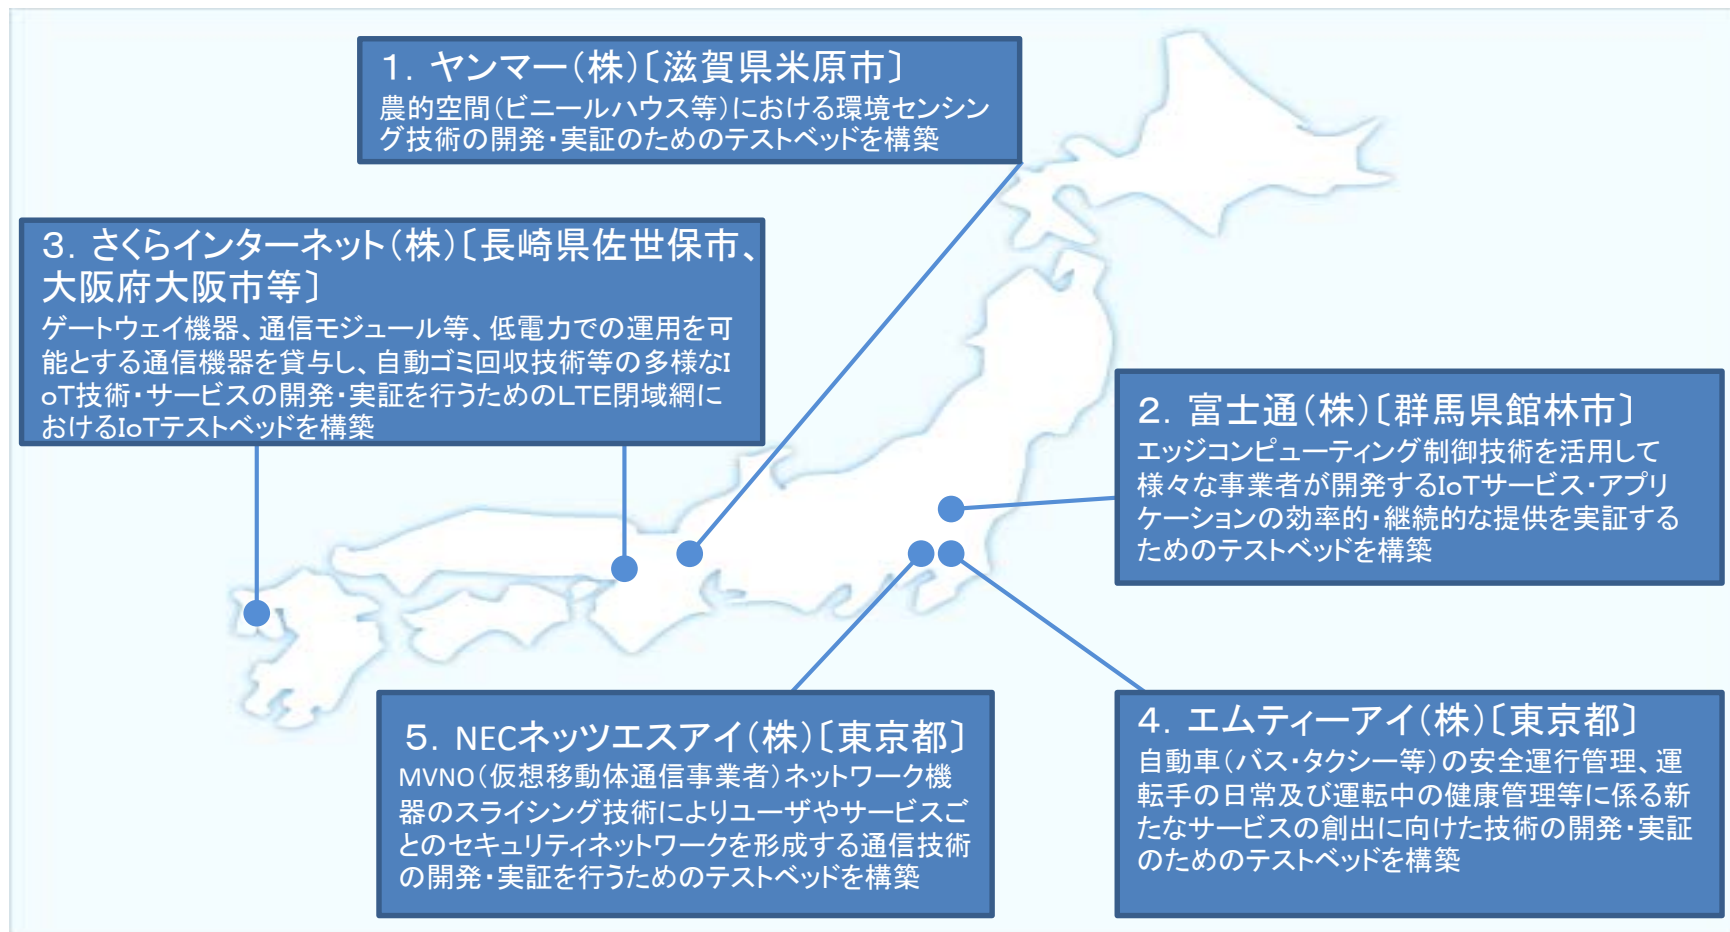 1. ヤンマー(株)〔滋賀県米原市〕
農的空間(ビニールハウス等)における環境センシン
グ技術の開発・実証のためのテストベッドを構築
3. さくらインターネット(株)〔長崎県佐世保市、
大阪府大阪市等〕
ゲートウェイ機器、通信モジュール等、低電力での運用を可
能とする通信機器を貸与し、自動ゴミ回収技術等の多様なI
oT技術・サービスの開発・実証を行うためのLTE閉域網に
おけるIoTテストベッドを構築
2. 富士通(株)〔群馬県館林市〕
エッジコンピューティング制御技術を活用して
様々な事業者が開発するIoTサービス・アプリ
ケーションの効率的・継続的な提供を実証する
ためのテストベッドを構築
5. NECネッツエスアイ(株)〔東京都〕
MVNO(仮想移動体通信事業者)ネットワーク機
器のスライシング技術によりユーザやサービスご
とのセキュリティネットワークを形成する通信技術
の開発・実証を行うためのテストベッドを構築
4. エムティーアイ(株)〔東京都〕
自動車(バス・タクシー等)の安全運行管理、運
転手の日常及び運転中の健康管理等に係る新
たなサービスの創出に向けた技術の開発・実証
のためのテストベッドを構築